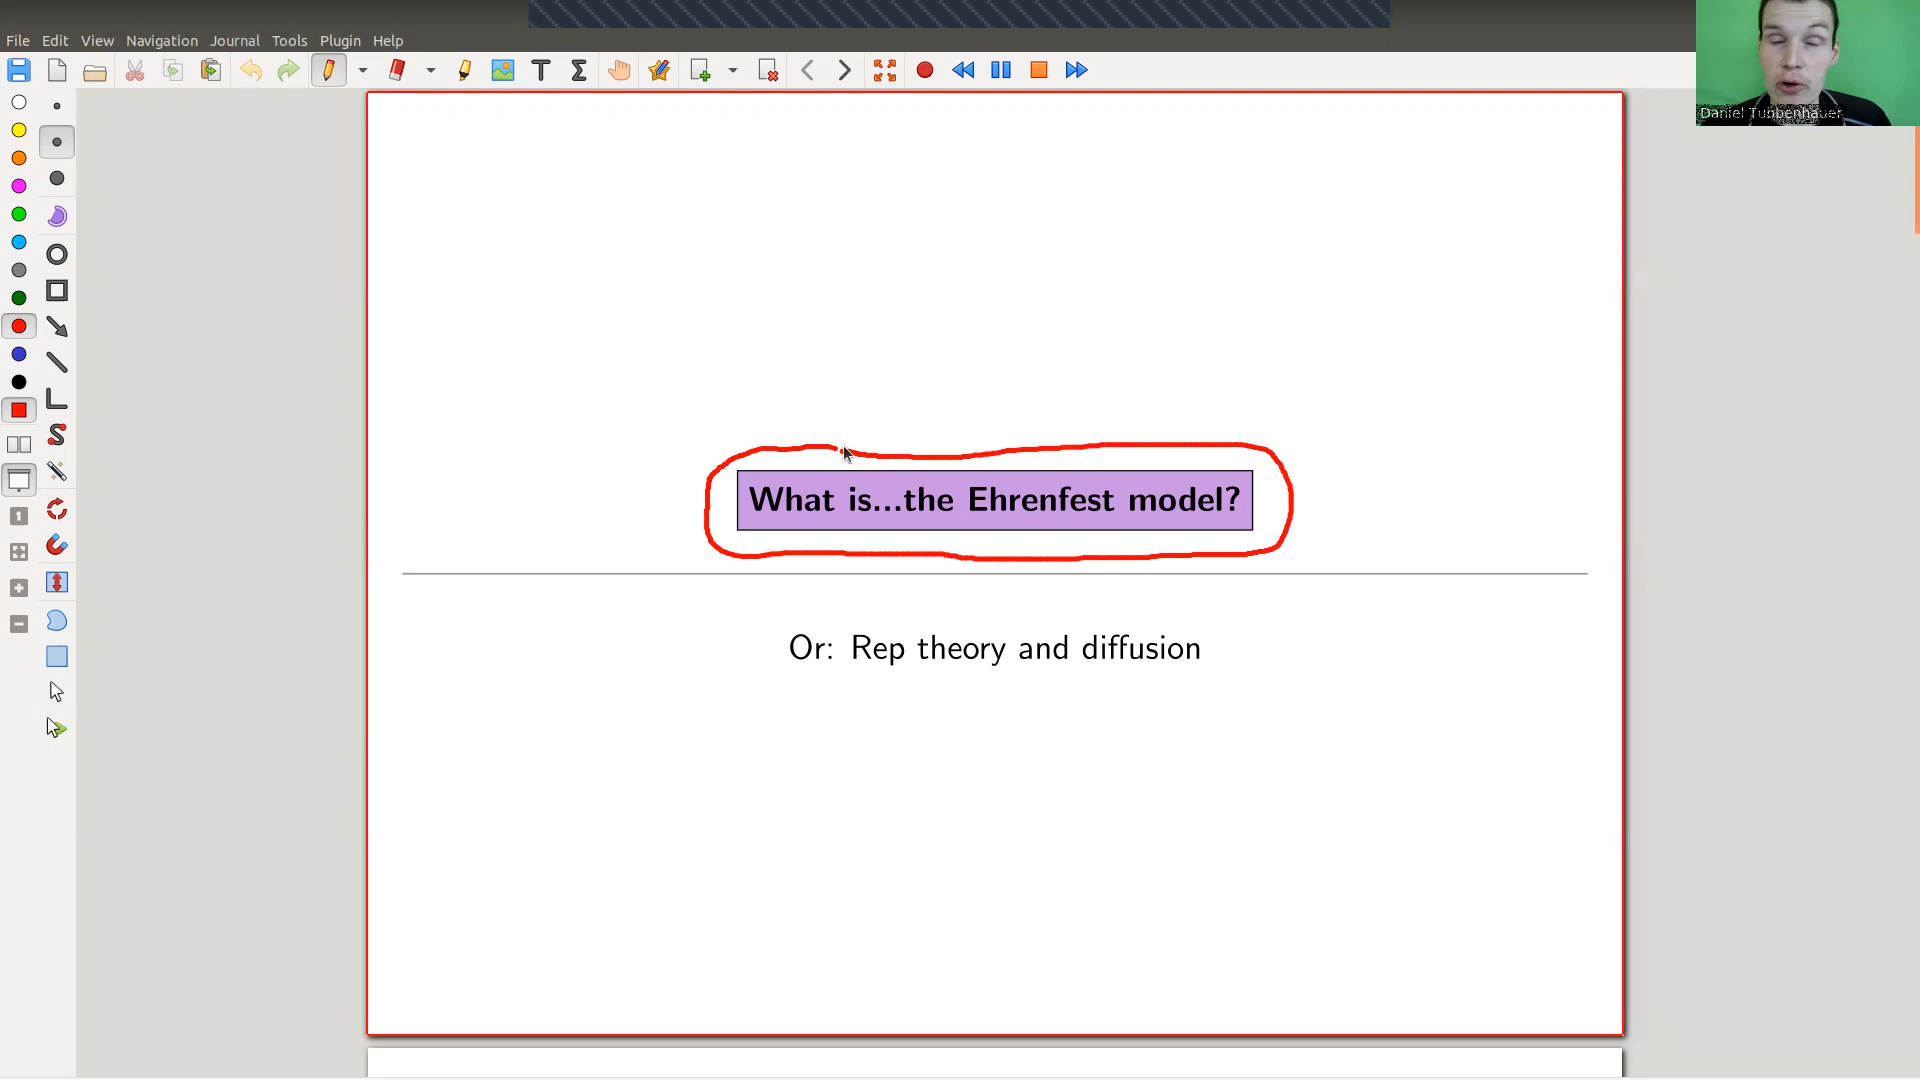 File Edit View Navigation Journal Tools Plugin Help
Daniel Tubbenhauer
What is...the Ehrenfest model?
Or: Rep theory and diffusion